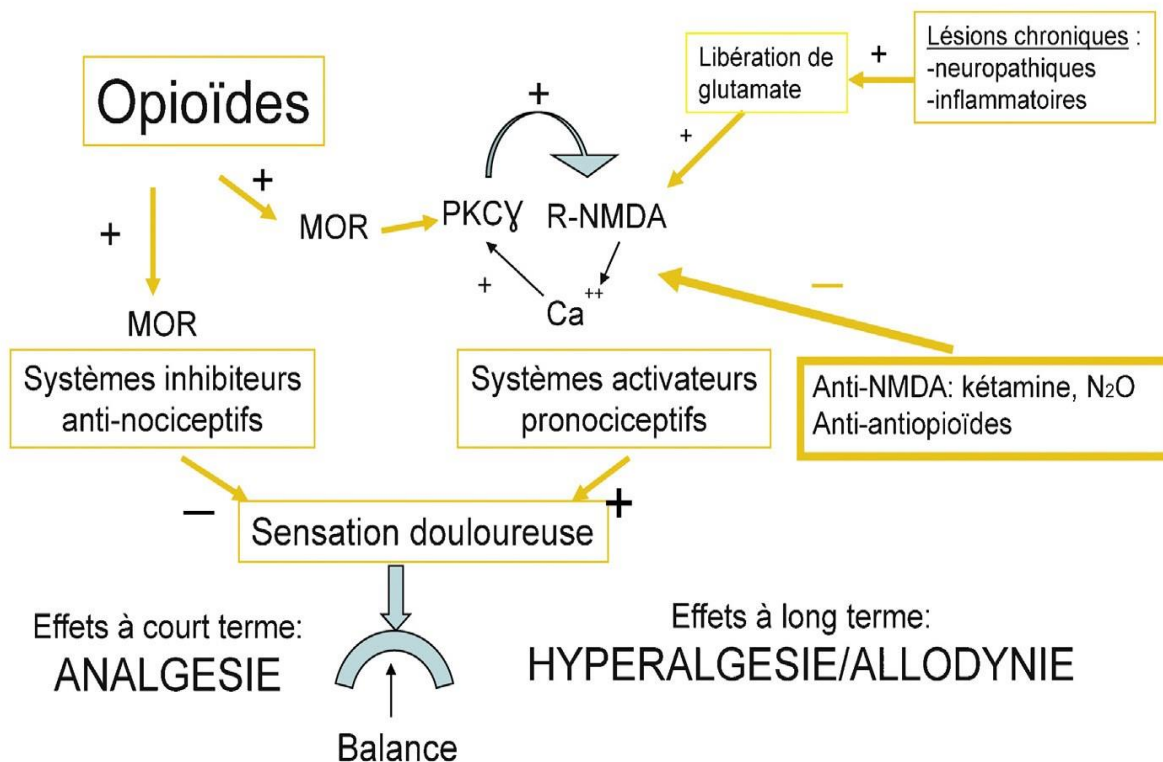 Opioïdes
+
MOR
Systèmes inhibiteurs
anti-nociceptifs
+
MOR
PKCɣ
+
R-NMDA
Ca++
+
Libération de
glutamate
+
+
Lésions chroniques :
-neuropathiques
-inflammatoires
Systèmes activateurs
pronociceptifs
–
Anti-NMDA: kétamine, N₂O
Anti-antiopioïdes
–
Sensation douloureuse
+
Effets à court terme:
ANALGESIE
Balance
Effets à long terme:
HYPERALGESIE/ALLODYNIE